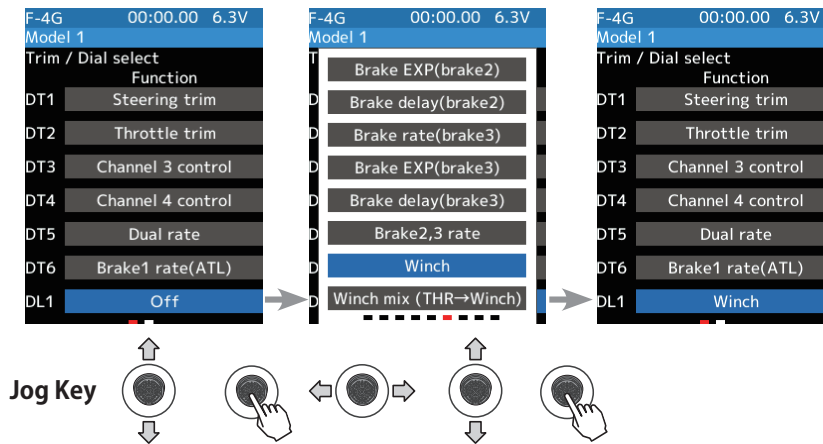 F-4G 00:00.00 6.3V
Model 1
Trim / Dial select
Function
DT1 Steering trim
DT2 Throttle trim
DT3 Channel 3 control
DT4 Channel 4 control
DT5 Dual rate
DT6 Brake1 rate(ATL)
DL1 Off
F-4G 00:00.00 6.3V
Model 1
T
Brake EXP(brake2)
D Brake delay(brake2)
D Brake rate(brake3)
D Brake EXP(brake3)
D Brake delay(brake3)
D Brake2,3 rate
D Winch
D Winch mix (THR→Winch)
F-4G 00:00.00 6.3V
Model 1
Trim / Dial select
Function
DT1 Steering trim
DT2 Throttle trim
DT3 Channel 3 control
DT4 Channel 4 control
DT5 Dual rate
DT6 Brake1 rate(ATL)
DL1 Winch
Jog Key